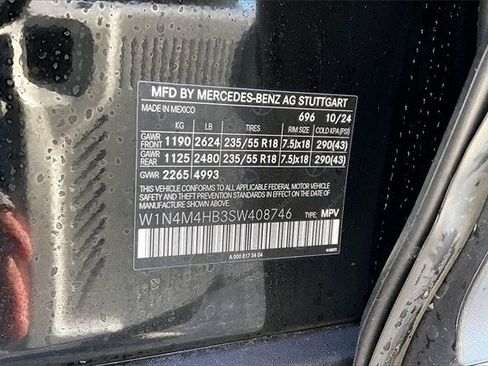 MFD BY MERCEDES-BENZ AG STUTTGART
MADE IN MEXICO 696 10/24
KG LB TIRES RIM SIZE COLD KPA(PSI)
GAWR FRONT 1190 2624 235/55 R18 7.5Jx18 290(43)
GAWR REAR 1125 2480 235/55 R18 7.5Jx18 290(43)
GVWR 2265 4993
THIS VEHICLE CONFORMS TO ALL APPLICABLE FEDERAL MOTOR VEHICLE
SAFETY AND THEFT PREVENTION STANDARDS IN EFFECT ON THE DATE OF
MANUFACTURE SHOWN ABOVE.
W1N4M4HB3SW408746 TYPE: MPV
A 000 817 54 04